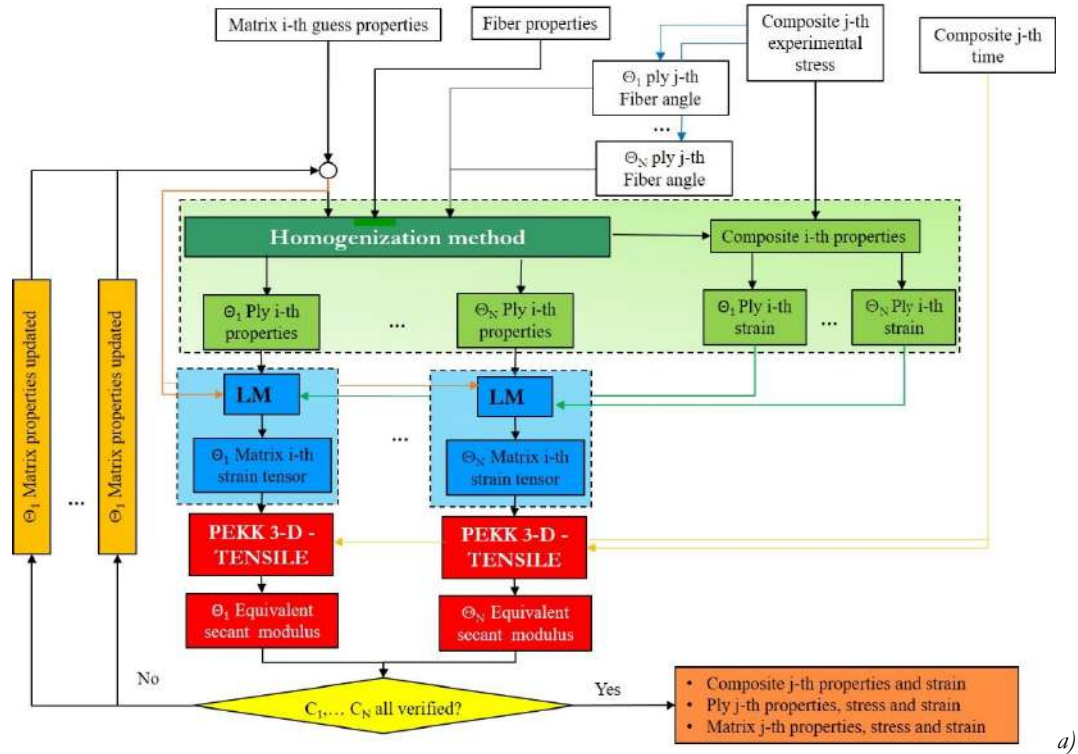 Matrix i-th guess properties
Fiber properties
Composite j-th
experimental
stress
Composite j-th
time
Θ1 ply j-th
Fiber angle
...
ΘN ply j-th
Fiber angle
Homogenization method
Composite i-th properties
Θ1 Ply i-th
properties
...
ΘN Ply i-th
properties
Θ1 Ply i-th
strain
...
ΘN Ply i-th
strain
Θ1 Matrix properties updated
...
Θ1 Matrix properties updated
LM
LM
...
Θ1 Matrix i-th
strain tensor
ΘN Matrix i-th
strain tensor
PEKK 3-D -
TENSILE
PEKK 3-D -
TENSILE
Θ1 Equivalent
secant modulus
ΘN Equivalent
secant modulus
No
C1,... CN all verified?
Yes
• Composite j-th properties and strain
• Ply j-th properties, stress and strain
• Matrix j-th properties, stress and strain
a)